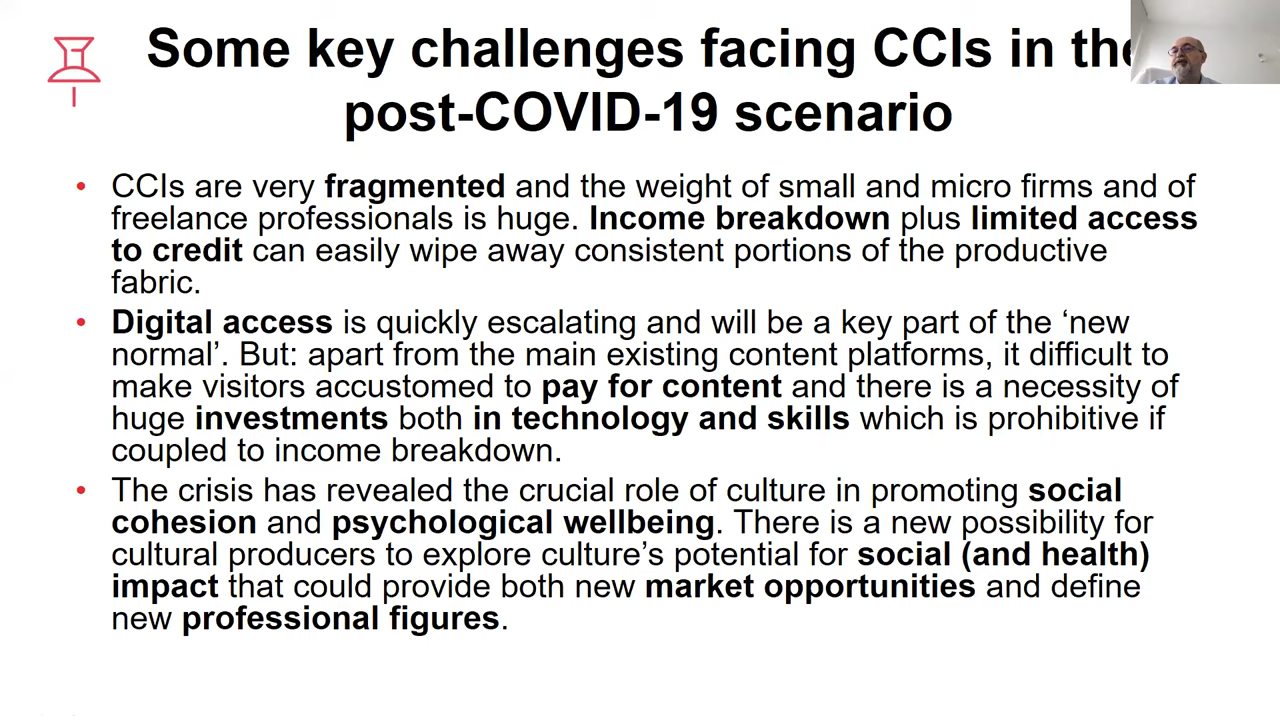 Some key challenges facing CCIs in the
post-COVID-19 scenario
• CCIs are very fragmented and the weight of small and micro firms and of
freelance professionals is huge. Income breakdown plus limited access
to credit can easily wipe away consistent portions of the productive
fabric.
• Digital access is quickly escalating and will be a key part of the ‘new
normal’. But: apart from the main existing content platforms, it difficult to
make visitors accustomed to pay for content and there is a necessity of
huge investments both in technology and skills which is prohibitive if
coupled to income breakdown.
• The crisis has revealed the crucial role of culture in promoting social
cohesion and psychological wellbeing. There is a new possibility for
cultural producers to explore culture’s potential for social (and health)
impact that could provide both new market opportunities and define
new professional figures.